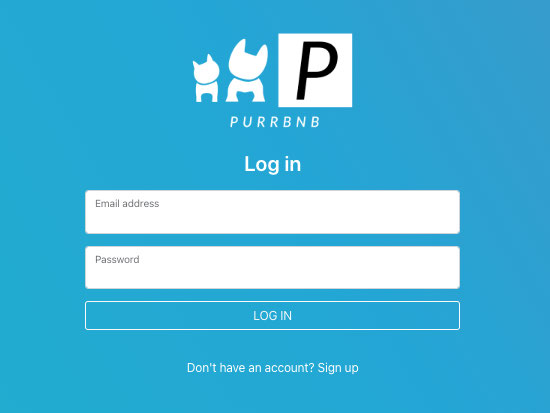 P
PURRBNB
Log in
Email address
Password
LOG IN
Don't have an account? Sign up